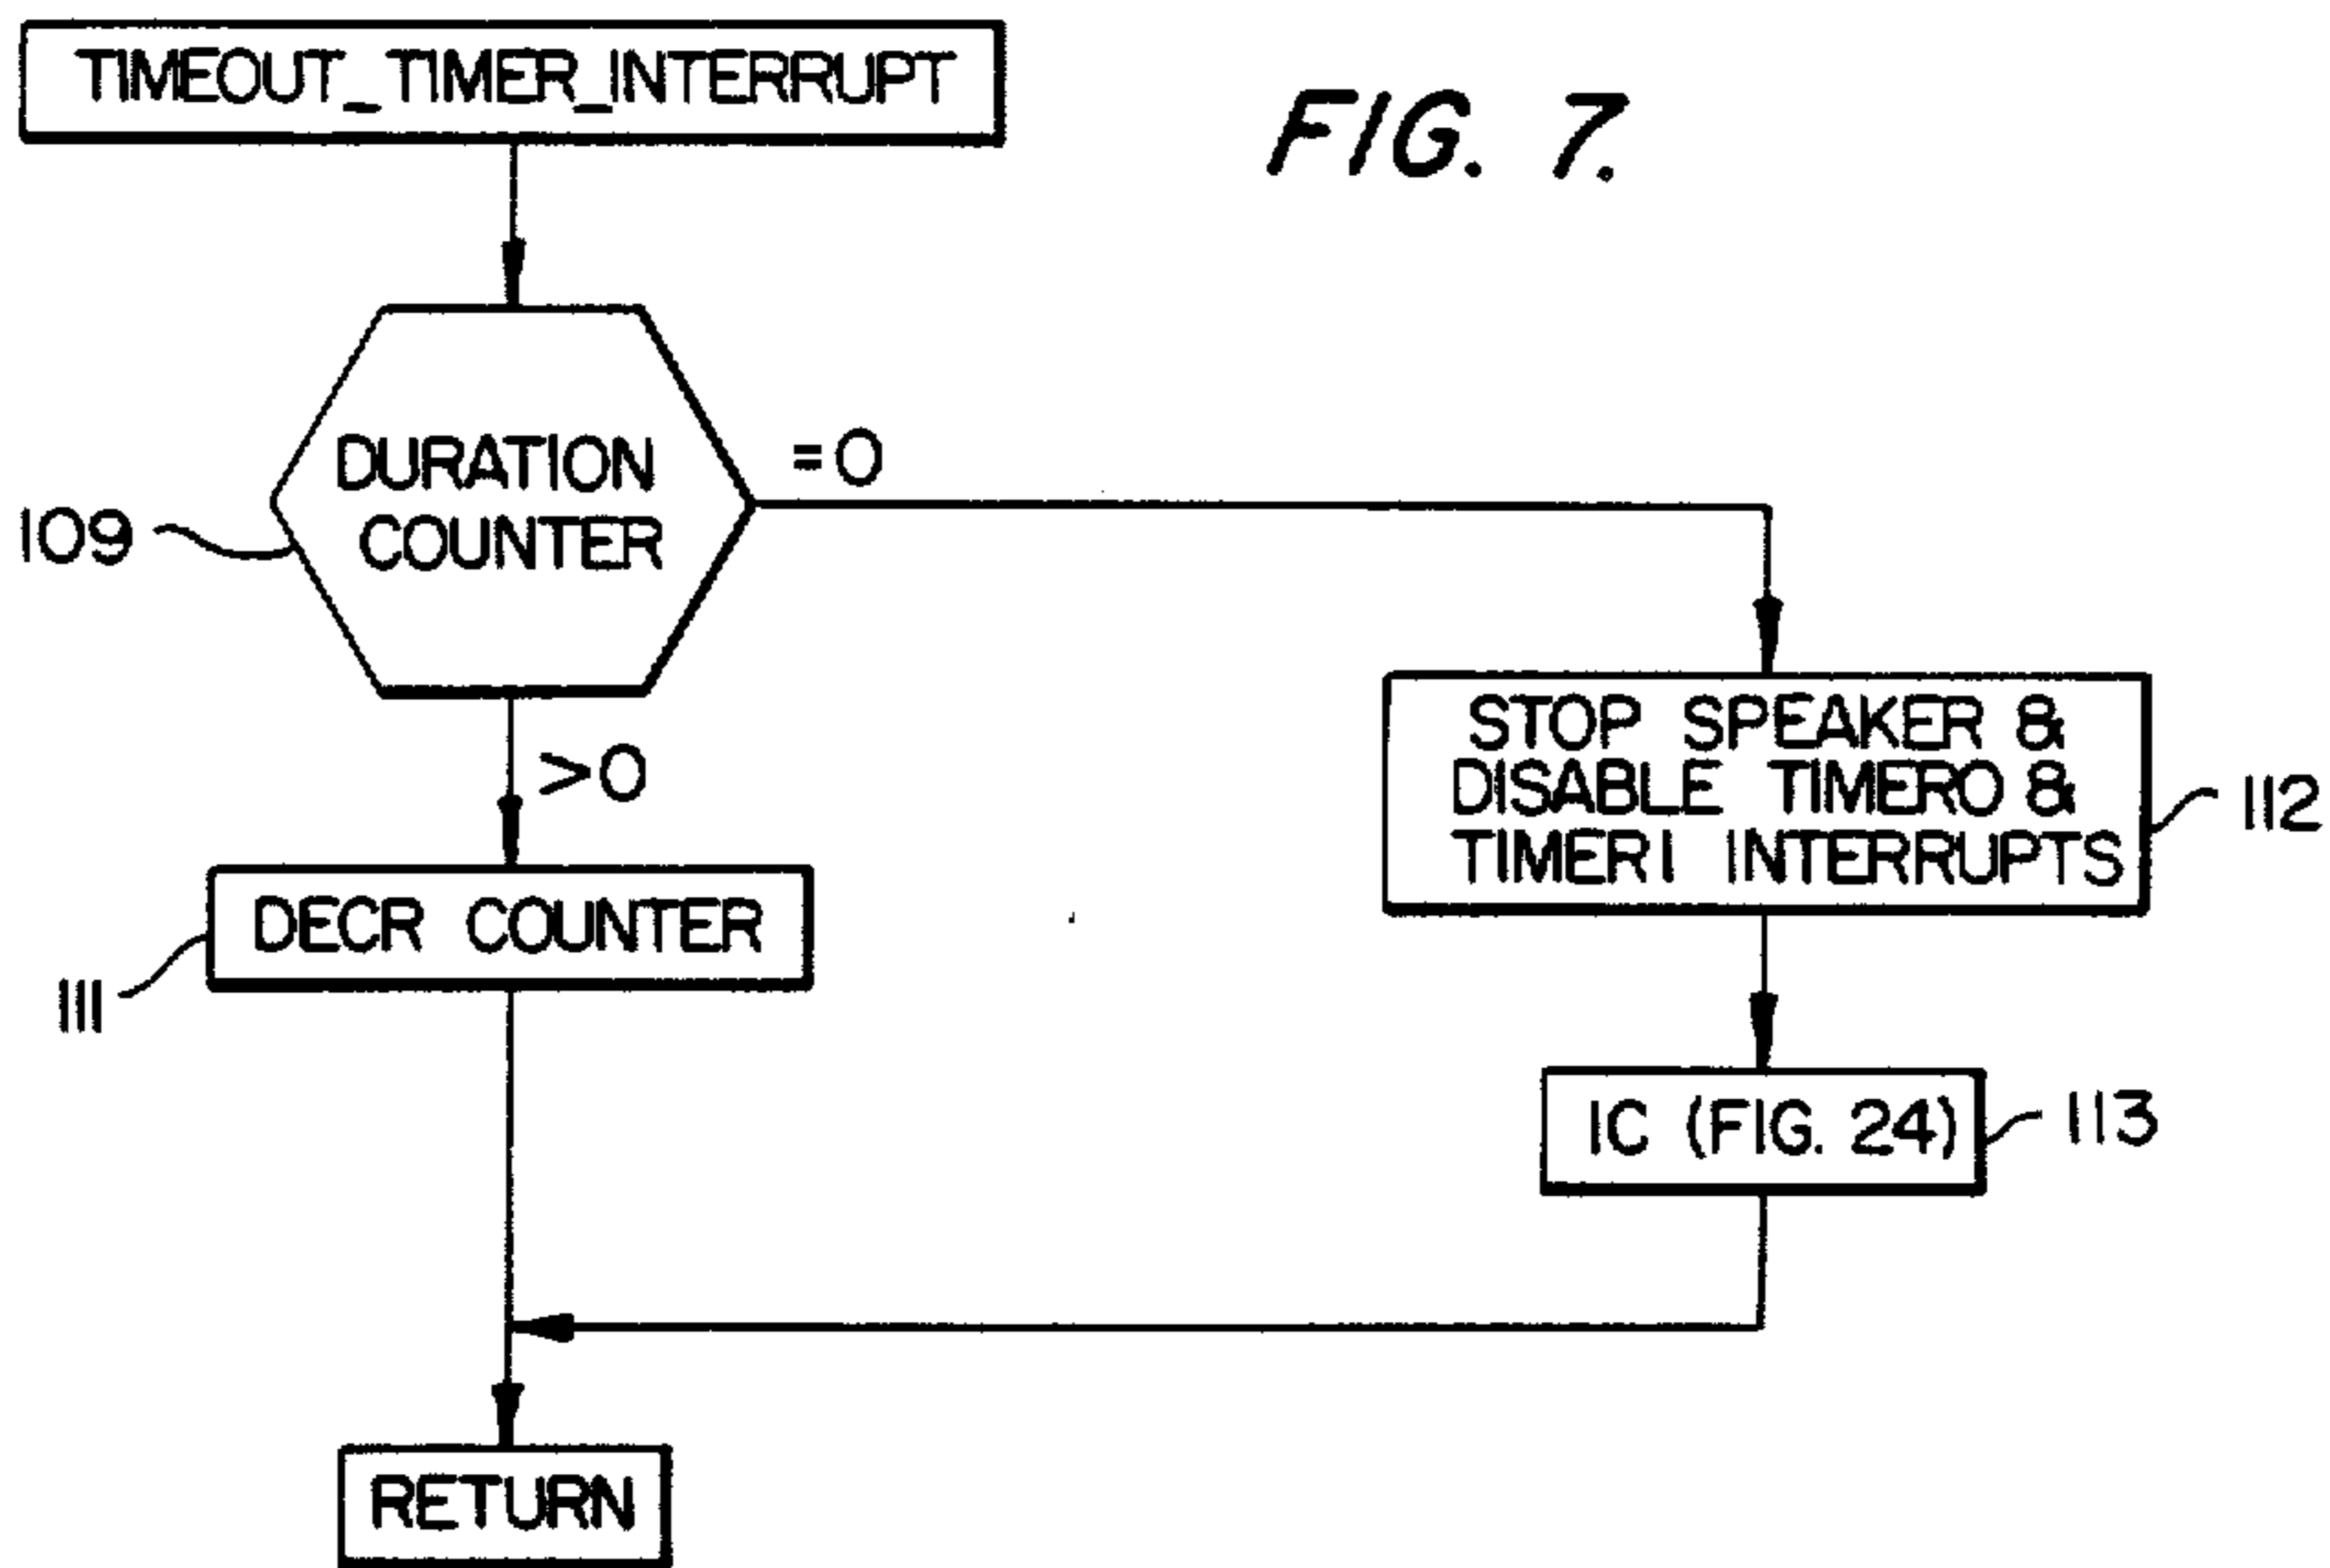 TIMEOUT_TIMER_INTERRUPT
FIG. 7.
DURATION
COUNTER
=0
109
>0
STOP SPEAKER &
DISABLE TIMER0 &
TIMER1 INTERRUPTS
112
DECR COUNTER
111
IC (FIG. 24)
113
RETURN